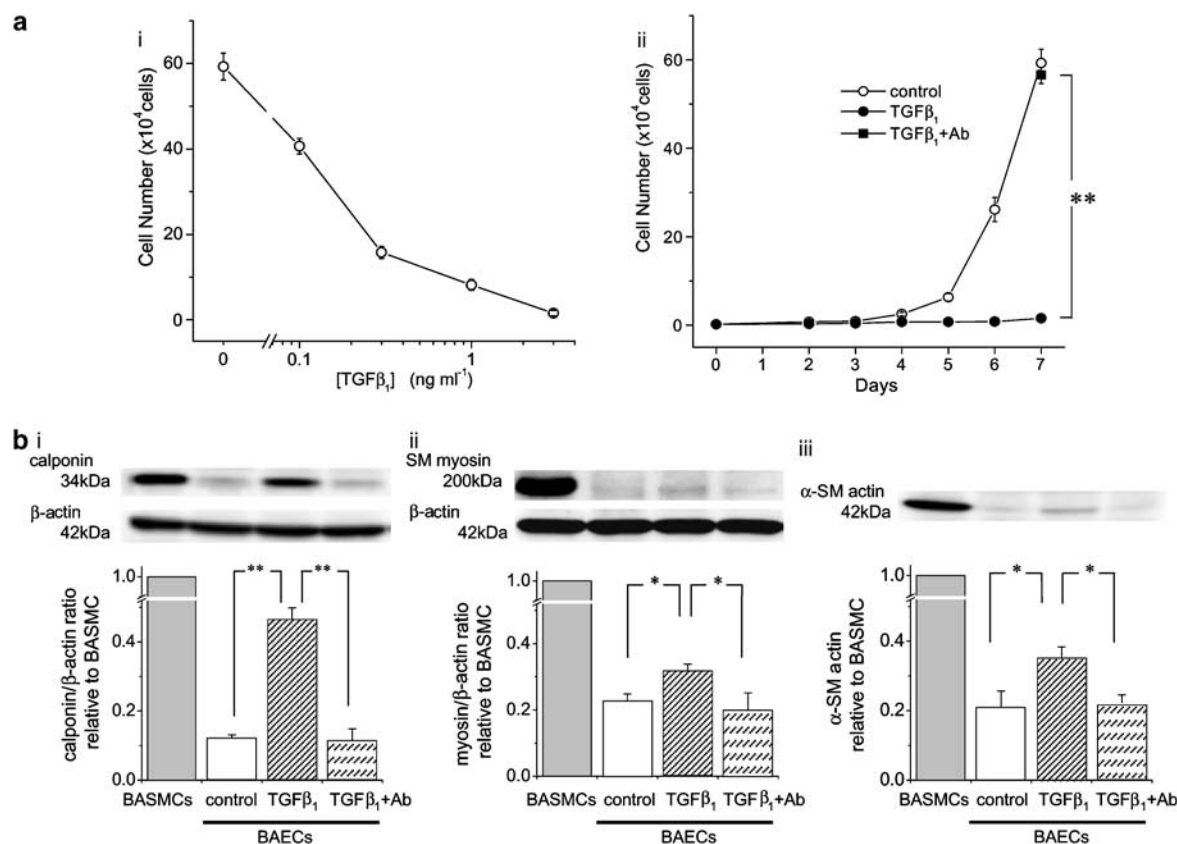 a
i
Cell Number (x10⁴cells)
60
40
20
0
0
0.1
1
[TGFβ₁] (ng ml⁻¹)
ii
Cell Number (x10⁴cells)
60
40
20
0
control
TGFβ₁
TGFβ₁+Ab
**
0 1 2 3 4 5 6 7
Days
b
i
calponin
34kDa
β-actin
42kDa
calponin/β-actin ratio
relative to BASMC
1.0
0.4
0.2
0.0
** **
BASMCs control TGFβ₁ TGFβ₁+Ab
BAECs
ii
SM myosin
200kDa
β-actin
42kDa
myosin/β-actin ratio
relative to BASMC
1.0
0.4
0.2
0.0
* *
BASMCs control TGFβ₁ TGFβ₁+Ab
BAECs
iii
α-SM actin
42kDa
α-SM actin
relative to BASMC
1.0
0.4
0.2
0.0
* *
BASMCs control TGFβ₁ TGFβ₁+Ab
BAECs